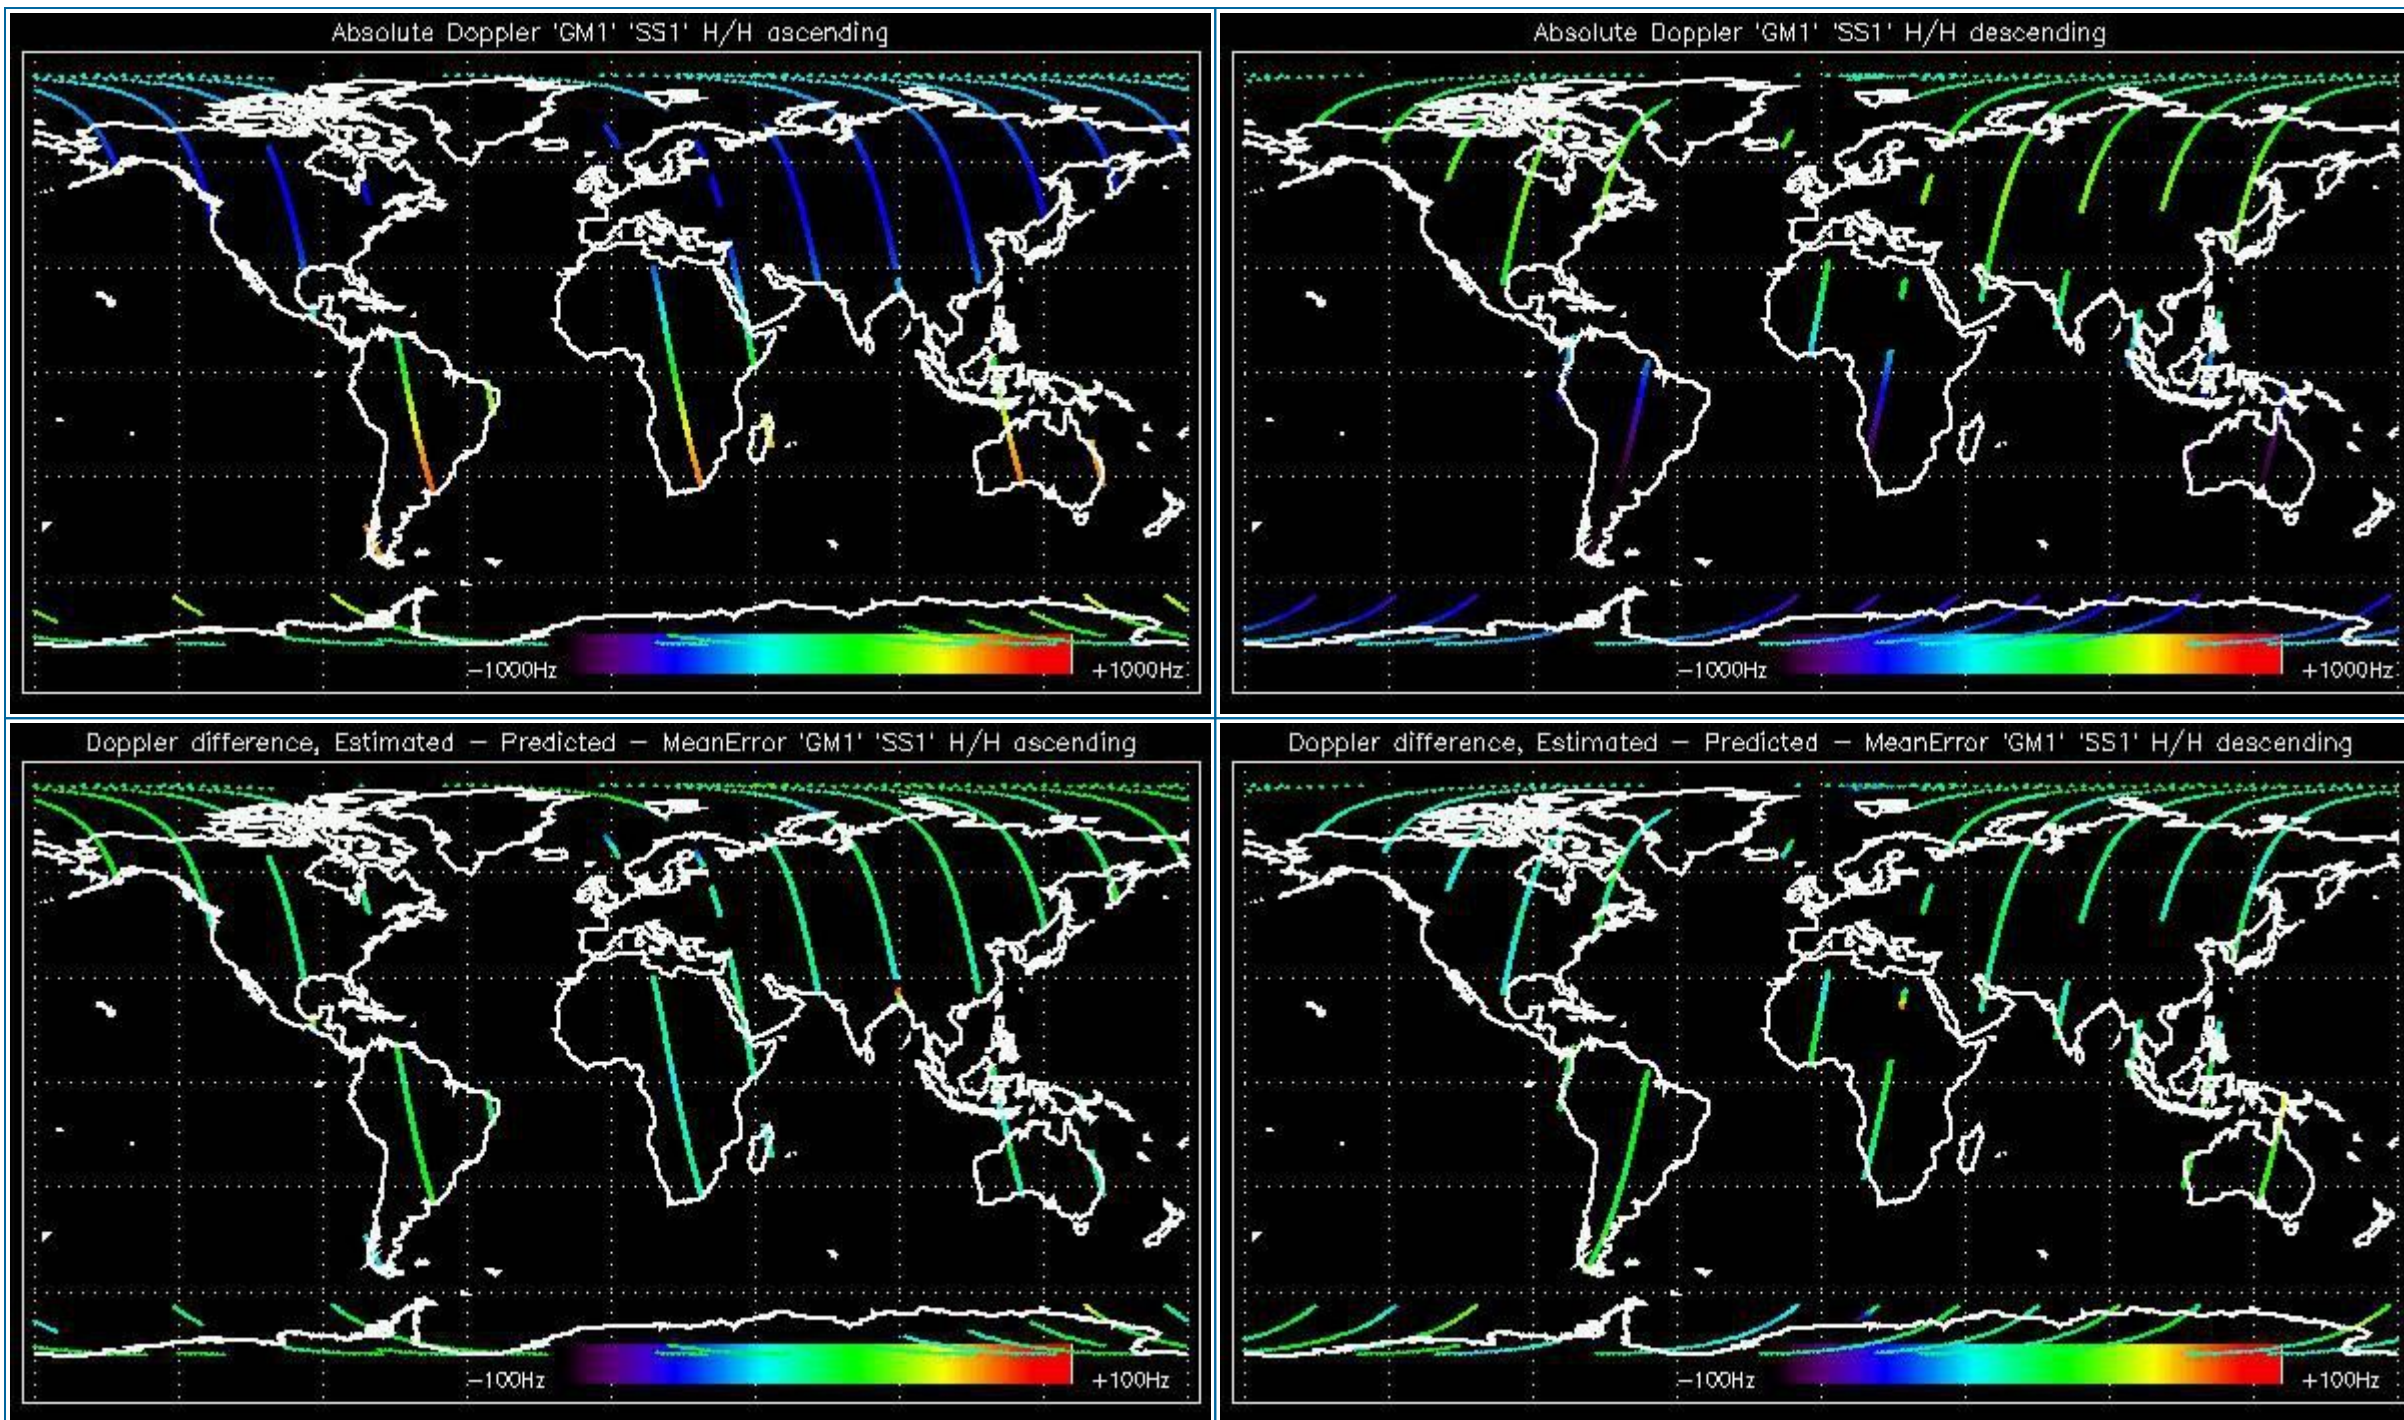 Absolute Doppler 'GM1' 'SS1' H/H ascending
-1000Hz
+1000Hz
Absolute Doppler 'GM1' 'SS1' H/H descending
-1000Hz
+1000Hz
Doppler difference, Estimated - Predicted - MeanError 'GM1' 'SS1' H/H ascending
-100Hz
+100Hz
Doppler difference, Estimated - Predicted - MeanError 'GM1' 'SS1' H/H descending
-100Hz
+100Hz